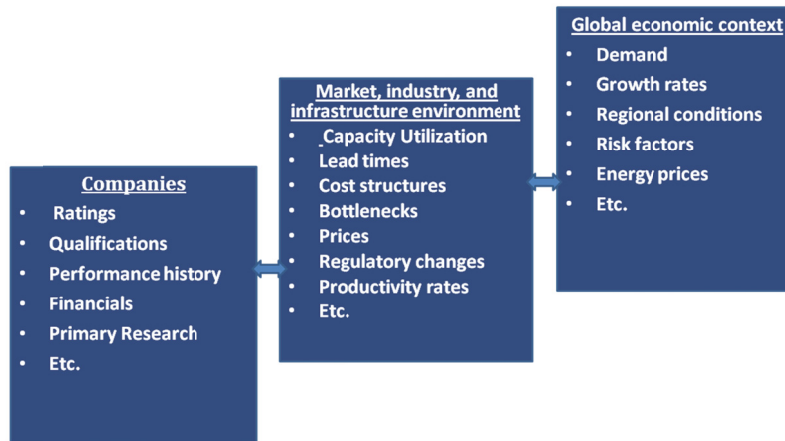 Companies
• Ratings
• Qualifications
• Performance history
• Financials
• Primary Research
• Etc.
Market, industry, and
infrastructure environment
• Capacity Utilization
• Lead times
• Cost structures
• Bottlenecks
• Prices
• Regulatory changes
• Productivity rates
• Etc.
Global economic context
• Demand
• Growth rates
• Regional conditions
• Risk factors
• Energy prices
• Etc.